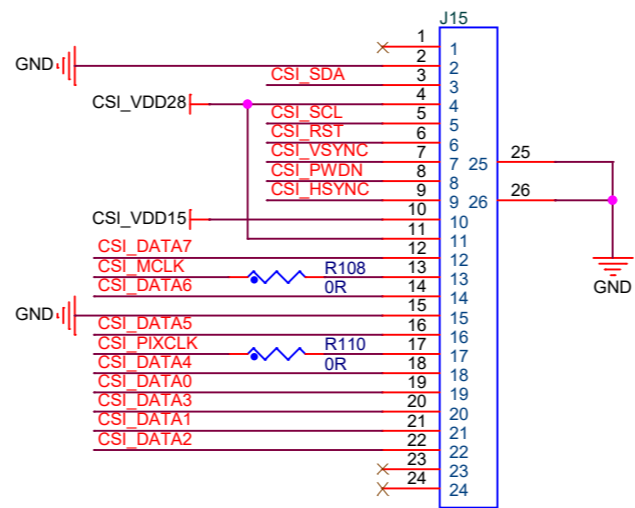 J15
1 1
GND 2 2
CSI_SDA 3 3
CSI_VDD28 4 4
CSI_SCL 5 5
CSI_RST 6 6
CSI_VSYNC 7 7 25 25
CSI_PWDN 8 8
CSI_HSYNC 9 9 26 26
CSI_VDD15 10 10
11 11
CSI_DATA7 12 12
CSI_MCLK R108 13 13
0R
CSI_DATA6 14 14
GND 15 15
GND
CSI_DATA5 16 16
CSI_PIXCLK R110 17 17
0R
CSI_DATA4 18 18
CSI_DATA0 19 19
CSI_DATA3 20 20
CSI_DATA1 21 21
CSI_DATA2 22 22
23 23
24 24